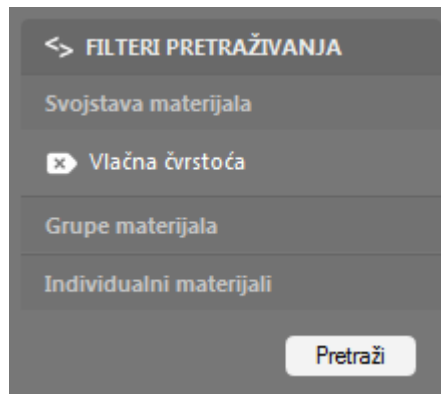 FILTERI PRETRAŽIVANJA
Svojstava materijala
Vlačna čvrstoća
Grupe materijala
Individualni materijali
Pretraži